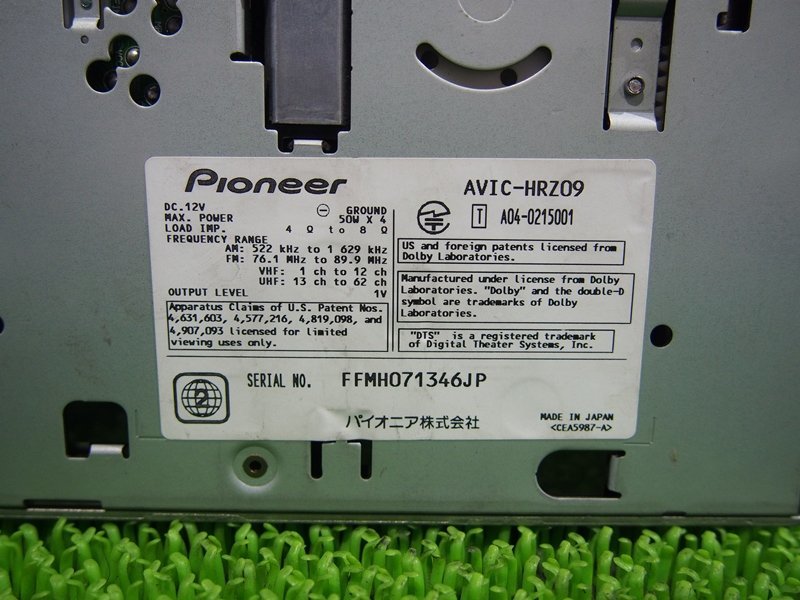 Pioneer
AVIC-HRZ09
DC.12V ⊖ GROUND
MAX. POWER 50W X 4
LOAD IMP. 4 Ω to 8 Ω
FREQUENCY RANGE
AM: 522 kHz to 1 629 kHz
FM: 76.1 MHz to 89.9 MHz
VHF: 1 ch to 12 ch
UHF: 13 ch to 62 ch
OUTPUT LEVEL 1V
Apparatus Claims of U.S. Patent Nos.
4,631,603, 4,577,216, 4,819,098, and
4,907,093 licensed for limited
viewing uses only.
T A04-0215001
US and foreign patents licensed from
Dolby Laboratories.
Manufactured under license from Dolby
Laboratories. "Dolby" and the double-D
symbol are trademarks of Dolby
Laboratories.
"DTS" is a registered trademark
of Digital Theater Systems, Inc.
2
SERIAL NO. FFMH071346JP
パイオニア株式会社
MADE IN JAPAN
<CEA5987-A>